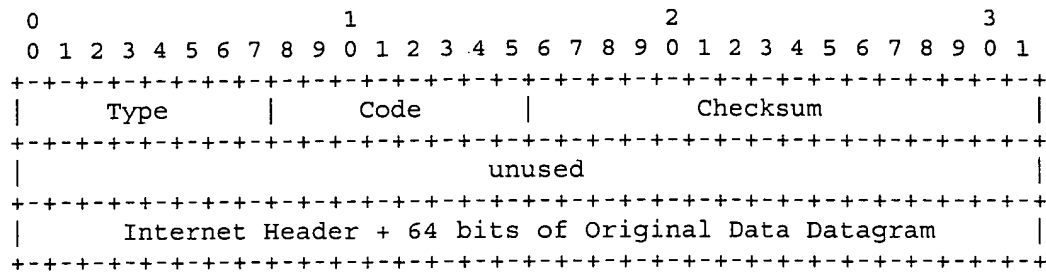 0                   1                   2                   3
0 1 2 3 4 5 6 7 8 9 0 1 2 3 4 5 6 7 8 9 0 1 2 3 4 5 6 7 8 9 0 1
+-+-+-+-+-+-+-+-+-+-+-+-+-+-+-+-+-+-+-+-+-+-+-+-+-+-+-+-+-+-+-+-+
|     Type      |     Code      |          Checksum             |
+-+-+-+-+-+-+-+-+-+-+-+-+-+-+-+-+-+-+-+-+-+-+-+-+-+-+-+-+-+-+-+-+
|                             unused                            |
+-+-+-+-+-+-+-+-+-+-+-+-+-+-+-+-+-+-+-+-+-+-+-+-+-+-+-+-+-+-+-+-+
|      Internet Header + 64 bits of Original Data Datagram      |
+-+-+-+-+-+-+-+-+-+-+-+-+-+-+-+-+-+-+-+-+-+-+-+-+-+-+-+-+-+-+-+-+